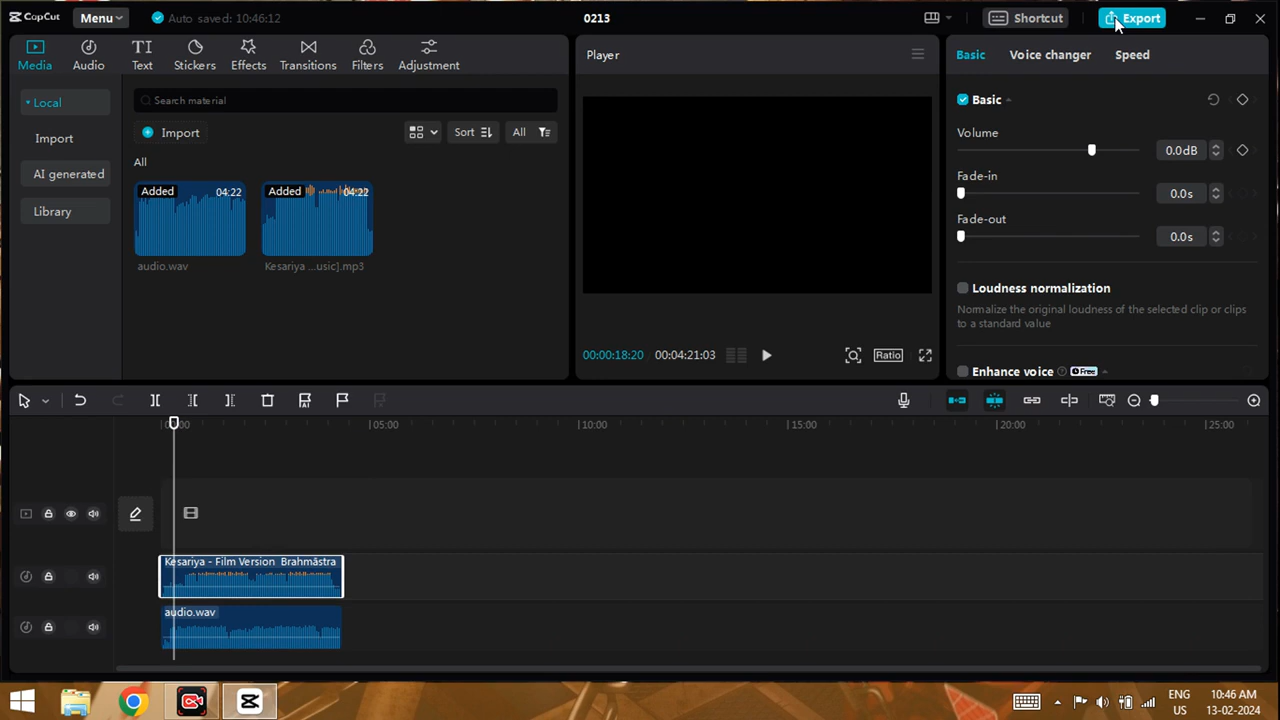 CapCut
Menu
Auto saved: 10:46:12
0213
Shortcut
Export
Media
Audio
Text
Stickers
Effects
Transitions
Filters
Adjustment
Local
Import
AI generated
Library
Search material
Import
Sort
All
All
Added 04:22
Added 04:22
audio.wav
Kesariya ...usic].mp3
Player
00:00:18:20
00:04:21:03
Ratio
Basic
Voice changer
Speed
Basic
Volume
0.0dB
Fade-in
0.0s
Fade-out
0.0s
Loudness normalization
Normalize the original loudness of the selected clip or clips
to a standard value
Enhance voice
Free
05:00
10:00
15:00
20:00
25:00
Kesariya - Film Version Brahmāstra
audio.wav
ENG
US
10:46 AM
13-02-2024